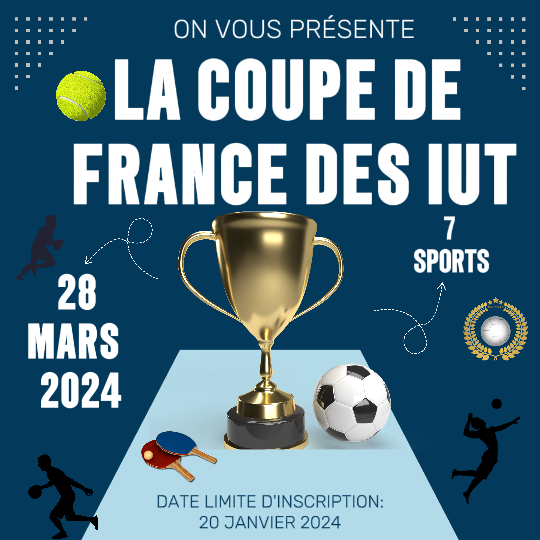 ON VOUS PRÉSENTE
LA COUPE DE
FRANCE DES IUT
7
SPORTS
28
MARS
2024
DATE LIMITE D'INSCRIPTION:
20 JANVIER 2024